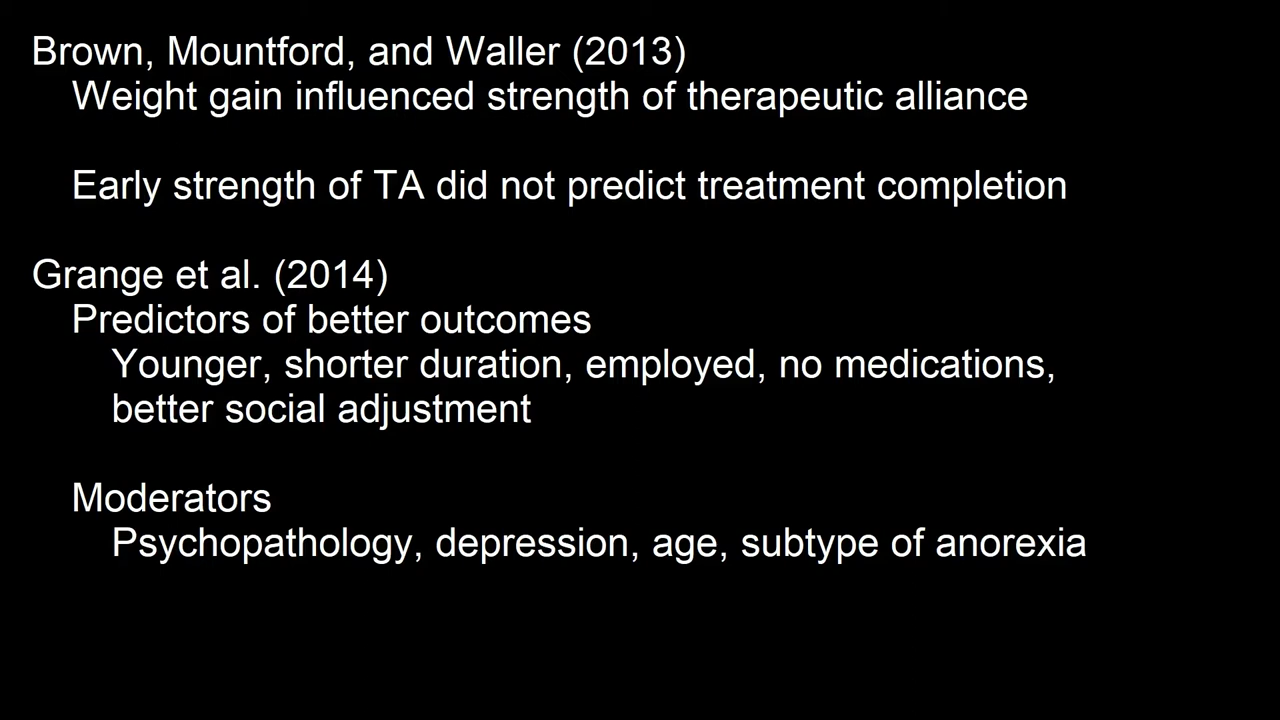 Brown, Mountford, and Waller (2013)
Weight gain influenced strength of therapeutic alliance
Early strength of TA did not predict treatment completion
Grange et al. (2014)
Predictors of better outcomes
Younger, shorter duration, employed, no medications,
better social adjustment
Moderators
Psychopathology, depression, age, subtype of anorexia